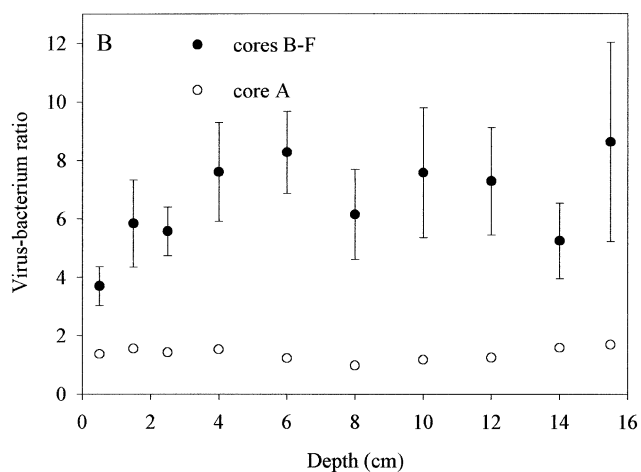 B
cores B-F
core A
Virus-bacterium ratio
12
10
8
6
4
2
0
0 2 4 6 8 10 12 14 16
Depth (cm)